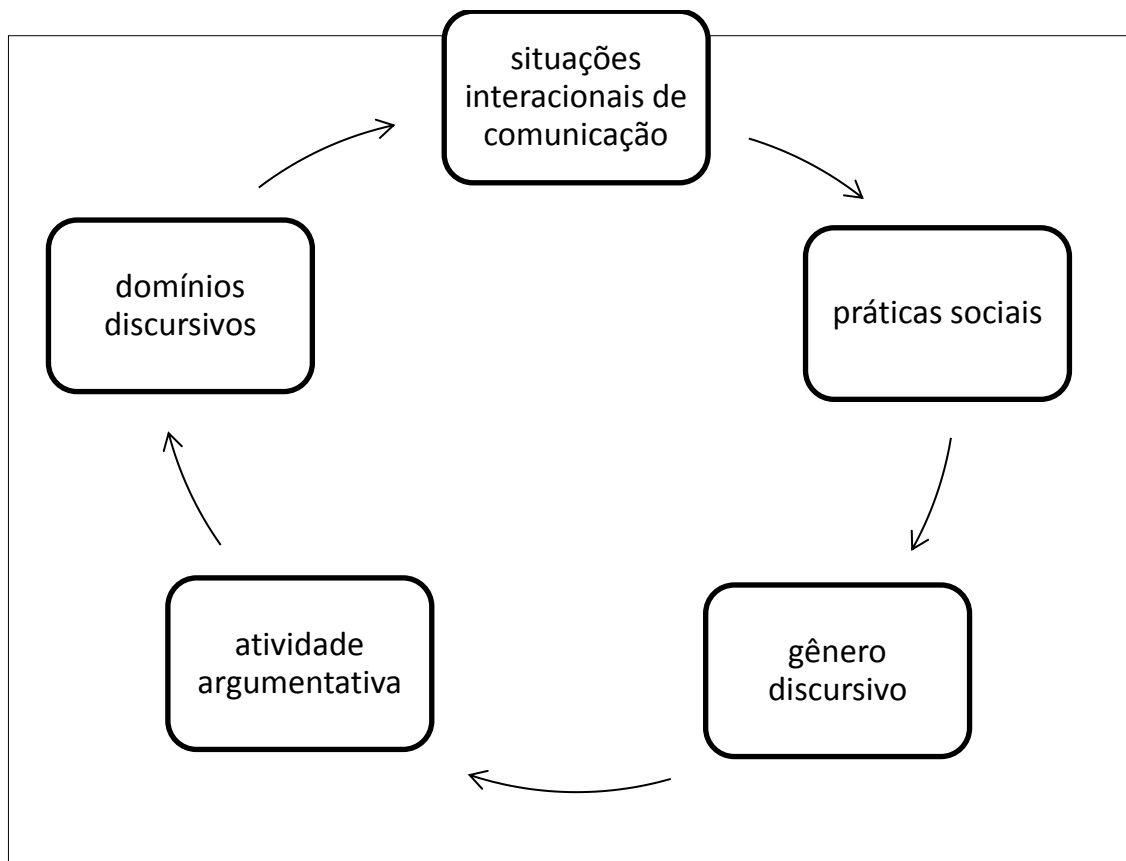 situações
interacionais de
comunicação
práticas sociais
gênero
discursivo
atividade
argumentativa
domínios
discursivos